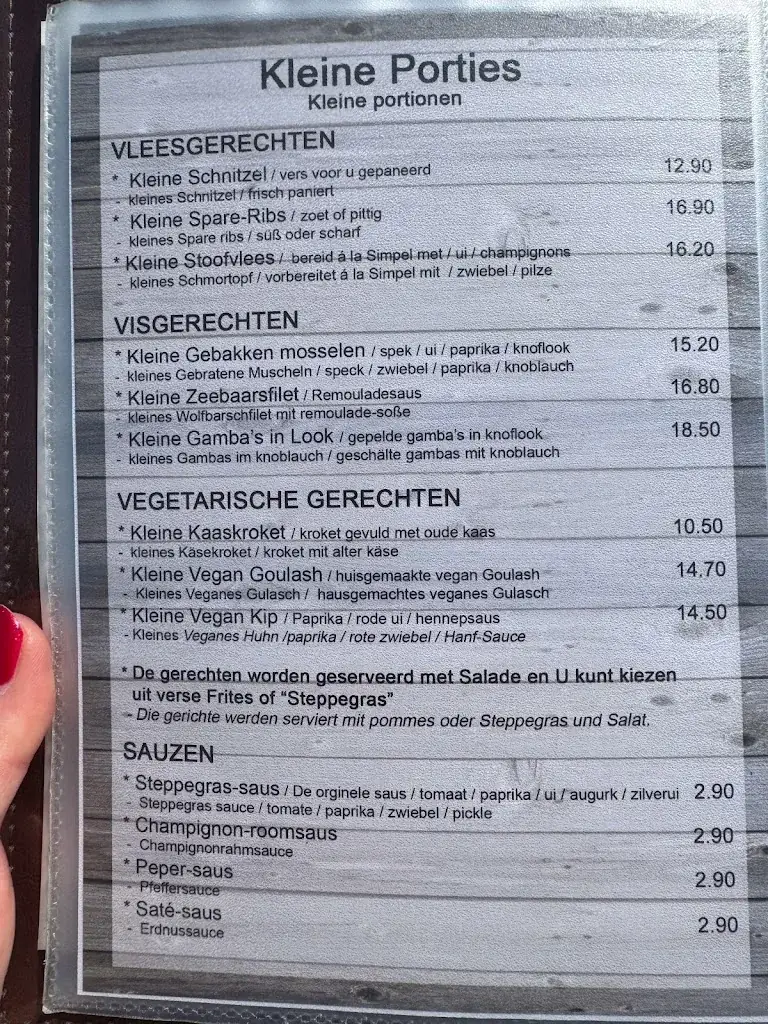 Kleine Porties
Kleine portionen
VLEESGERECHTEN
* Kleine Schnitzel / vers voor u gepaneerd 12.90
- kleines Schnitzel / frisch paniert
* Kleine Spare-Ribs / zoet of pittig 16.90
- kleines Spare ribs / süß oder scharf
* Kleine Stoofvlees / bereid á la Simpel met / ui / champignons 16.20
- kleines Schmortopf / vorbereitet á la Simpel mit / zwiebel / pilze
VISGERECHTEN
* Kleine Gebakken mosselen / spek / ui / paprika / knoflook 15.20
- kleines Gebratene Muscheln / speck / zwiebel / paprika / knoblauch
* Kleine Zeebaarsfilet / Remouladesaus 16.80
- kleines Wolfbarschfilet mit remoulade-soße
* Kleine Gamba's in Look / gepelde gamba's in knoflook 18.50
- kleines Gambas im knoblauch / geschälte gambas mit knoblauch
VEGETARISCHE GERECHTEN
* Kleine Kaaskroket / kroket gevuld met oude kaas 10.50
- kleines Käsekroket / kroket mit alter käse
* Kleine Vegan Goulash / huisgemaakte vegan Goulash 14.70
- Kleines Veganes Gulasch / hausgemachtes veganes Gulasch
* Kleine Vegan Kip / Paprika / rode ui / hennepsaus 14.50
- Kleines Veganes Huhn /paprika / rote zwiebel / Hanf-Sauce
* De gerechten worden geserveerd met Salade en U kunt kiezen
uit verse Frites of “Steppegras”
- Die gerichte werden serviert mit pommes oder Steppegras und Salat.
SAUZEN
* Steppegras-saus / De orginele saus / tomaat / paprika / ui / augurk / zilverui 2.90
- Steppegras sauce / tomate / paprika / zwiebel / pickle
* Champignon-roomsaus 2.90
- Champignonrahmsauce
* Peper-saus 2.90
- Pfeffersauce
* Saté-saus 2.90
- Erdnussauce